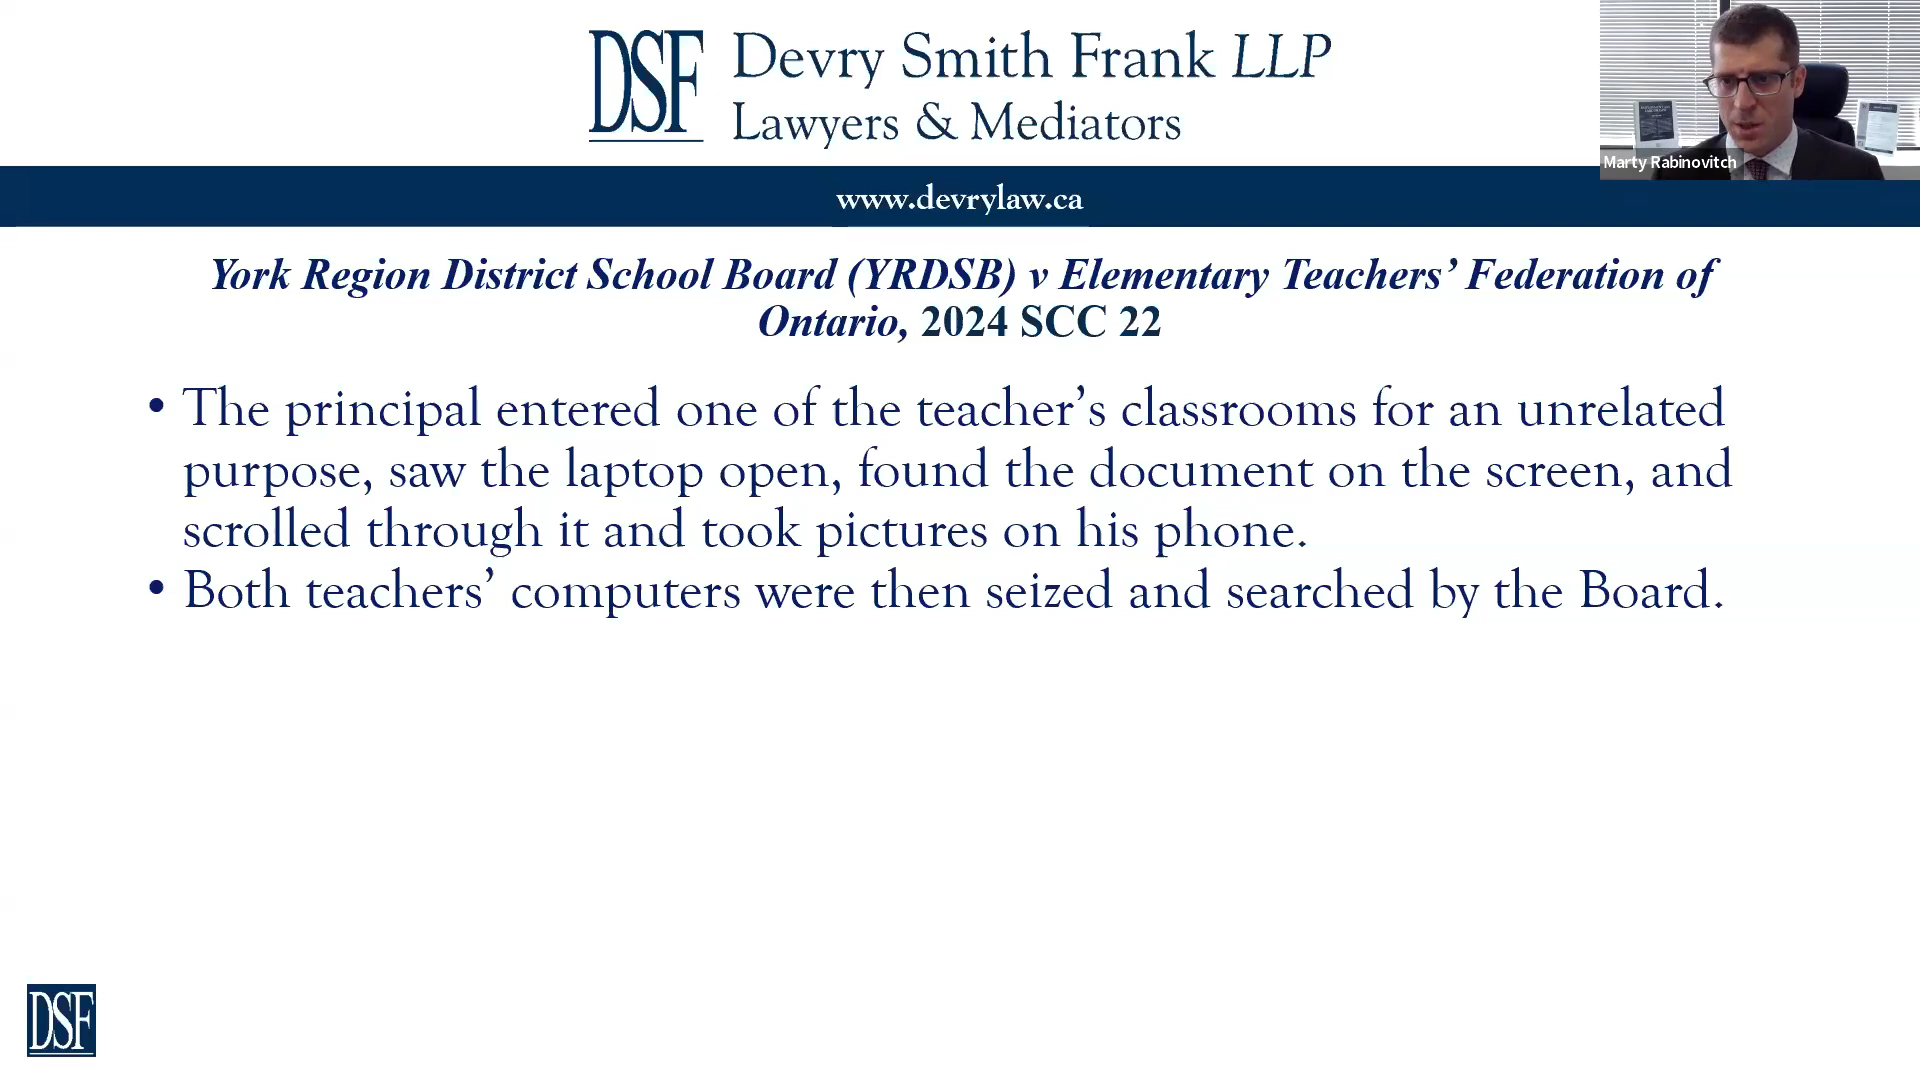 DSF
Devry Smith Frank LLP
Lawyers & Mediators
Marty Rabinovitch
www.devrylaw.ca
York Region District School Board (YRDSB) v Elementary Teachers’ Federation of
Ontario, 2024 SCC 22
• The principal entered one of the teacher’s classrooms for an unrelated
purpose, saw the laptop open, found the document on the screen, and
scrolled through it and took pictures on his phone.
• Both teachers’ computers were then seized and searched by the Board.
DSF